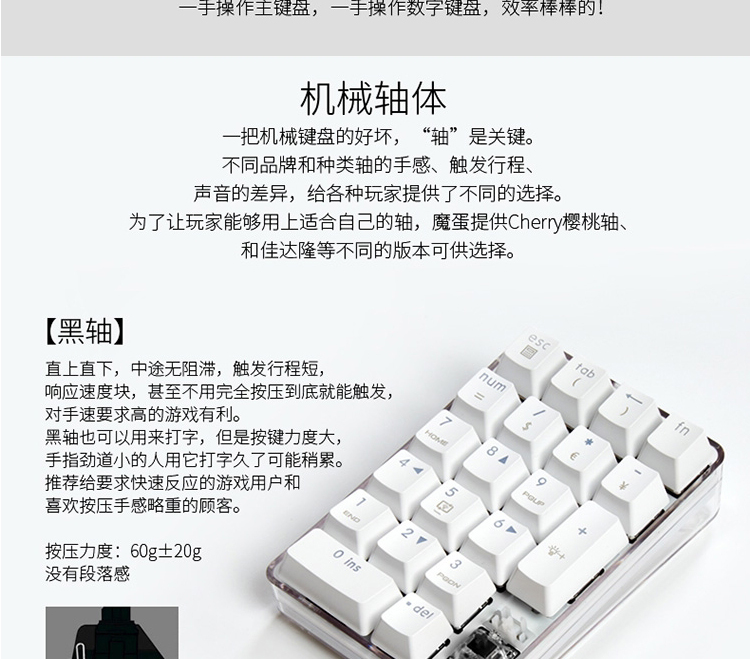 一手操作主键盘，一手操作数字键盘，效率棒棒的！
机械轴体
一把机械键盘的好坏，“轴”是关键。
不同品牌和种类轴的手感、触发行程、
声音的差异，给各种玩家提供了不同的选择。
为了让玩家能够用上适合自己的轴，魔蛋提供Cherry樱桃轴、
和佳达隆等不同的版本可供选择。
【黑轴】
直上直下，中途无阻滞，触发行程短，
响应速度块，甚至不用完全按压到底就能触发，
对手速要求高的游戏有利。
黑轴也可以用来打字，但是按键力度大，
手指劲道小的人用它打字久了可能稍累。
推荐给要求快速反应的游戏用户和
喜欢按压手感略重的顾客。
按压力度：60g±20g
没有段落感
esc
tab
(
←
)
fn
num
=
/
$
*
€
-
¥
7
HOME
8▲
9
PGUP
+
4◀
5
6▶
1
END
2▼
3
PGDN
0 ins
• del